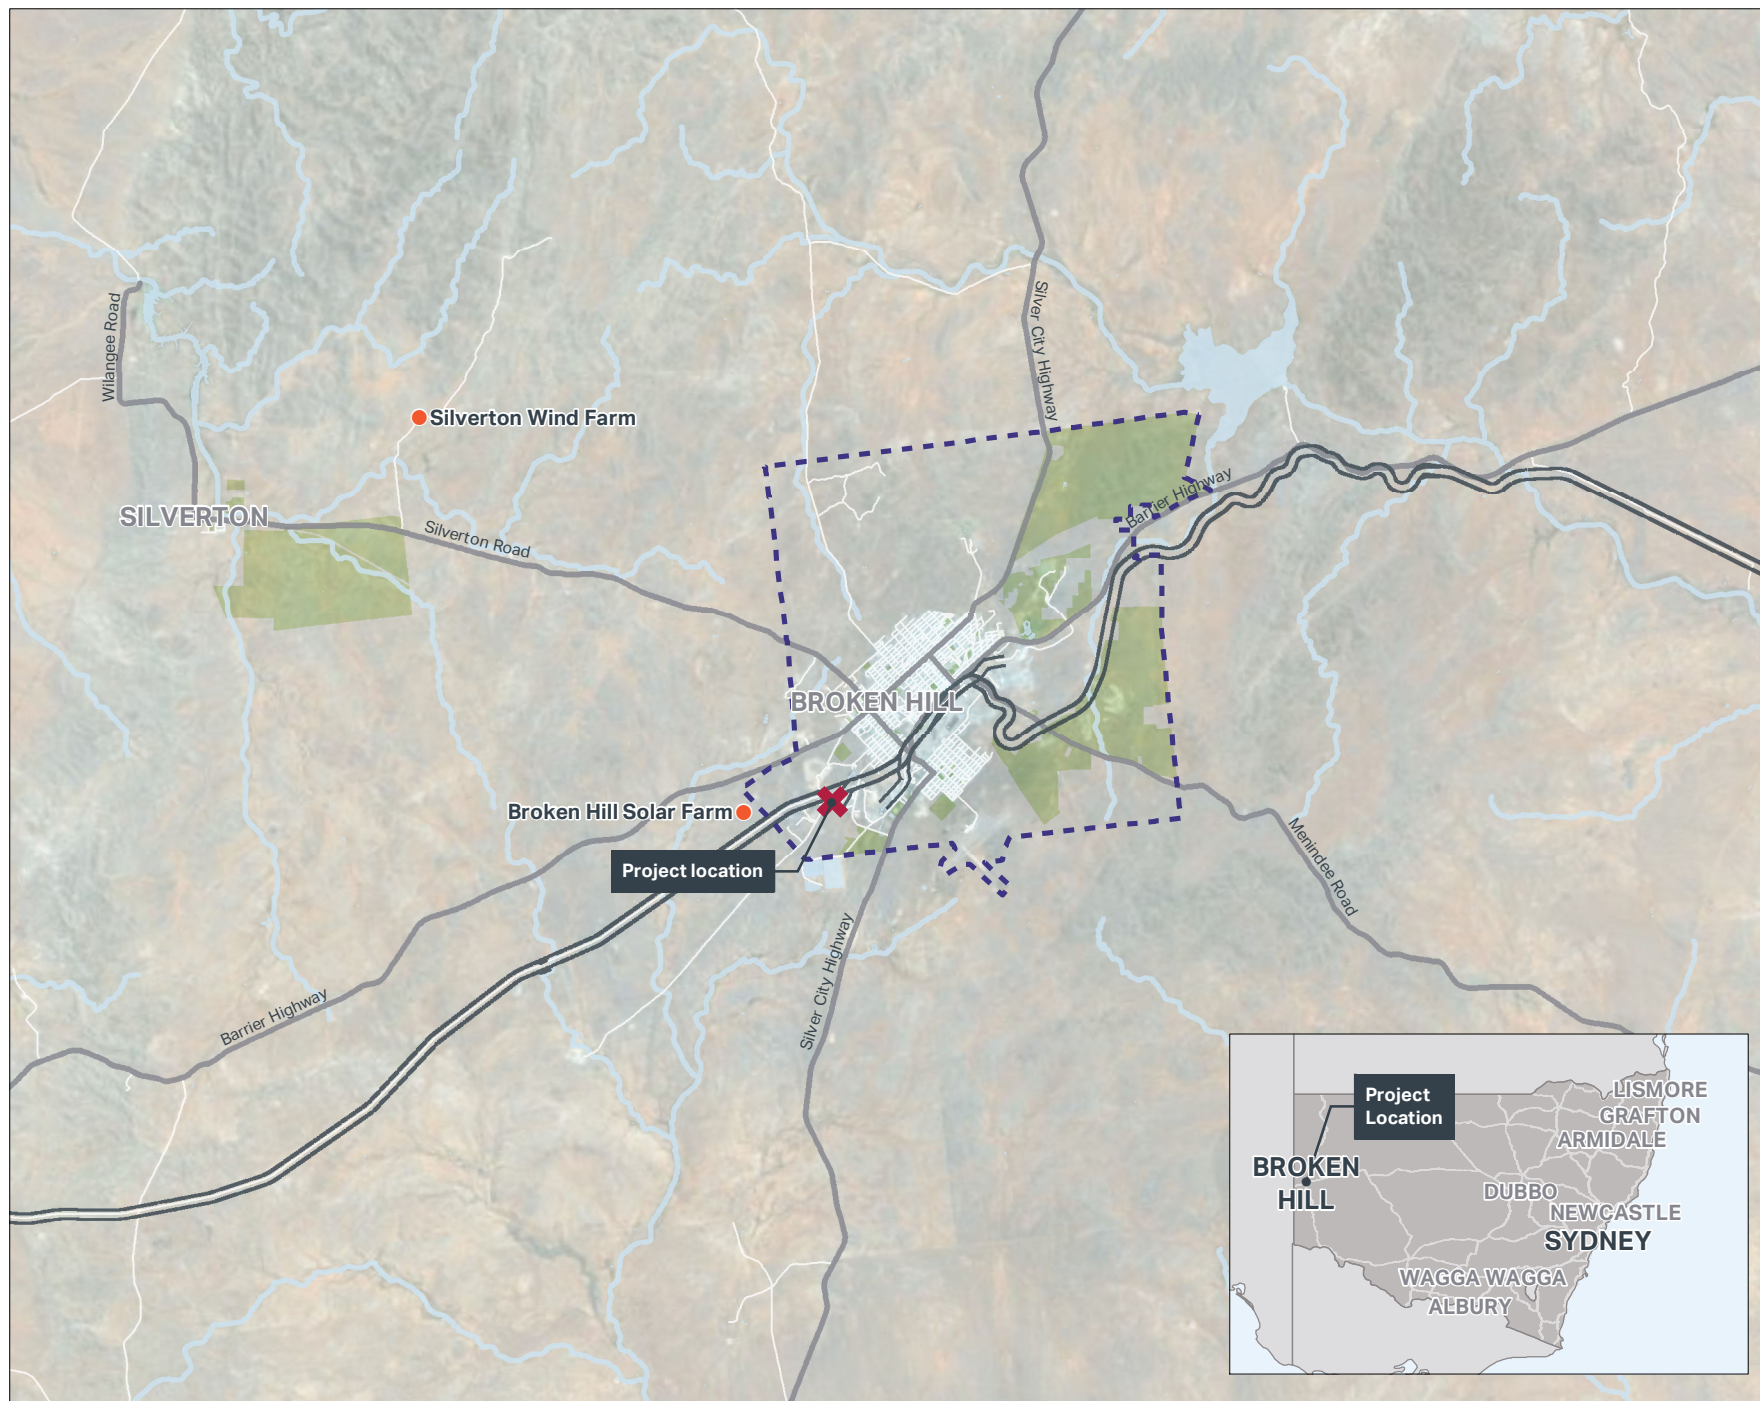 Wilangee Road
Silver City Highway
Silverton Wind Farm
Barrier Highway
SILVERTON
Silverton Road
BROKEN HILL
Broken Hill Solar Farm
Project location
Menindee Road
Silver City Highway
Barrier Highway
Project
Location
LISMORE
GRAFTON
ARMIDALE
BROKEN
HILL
DUBBO
NEWCASTLE
SYDNEY
WAGGA WAGGA
ALBURY